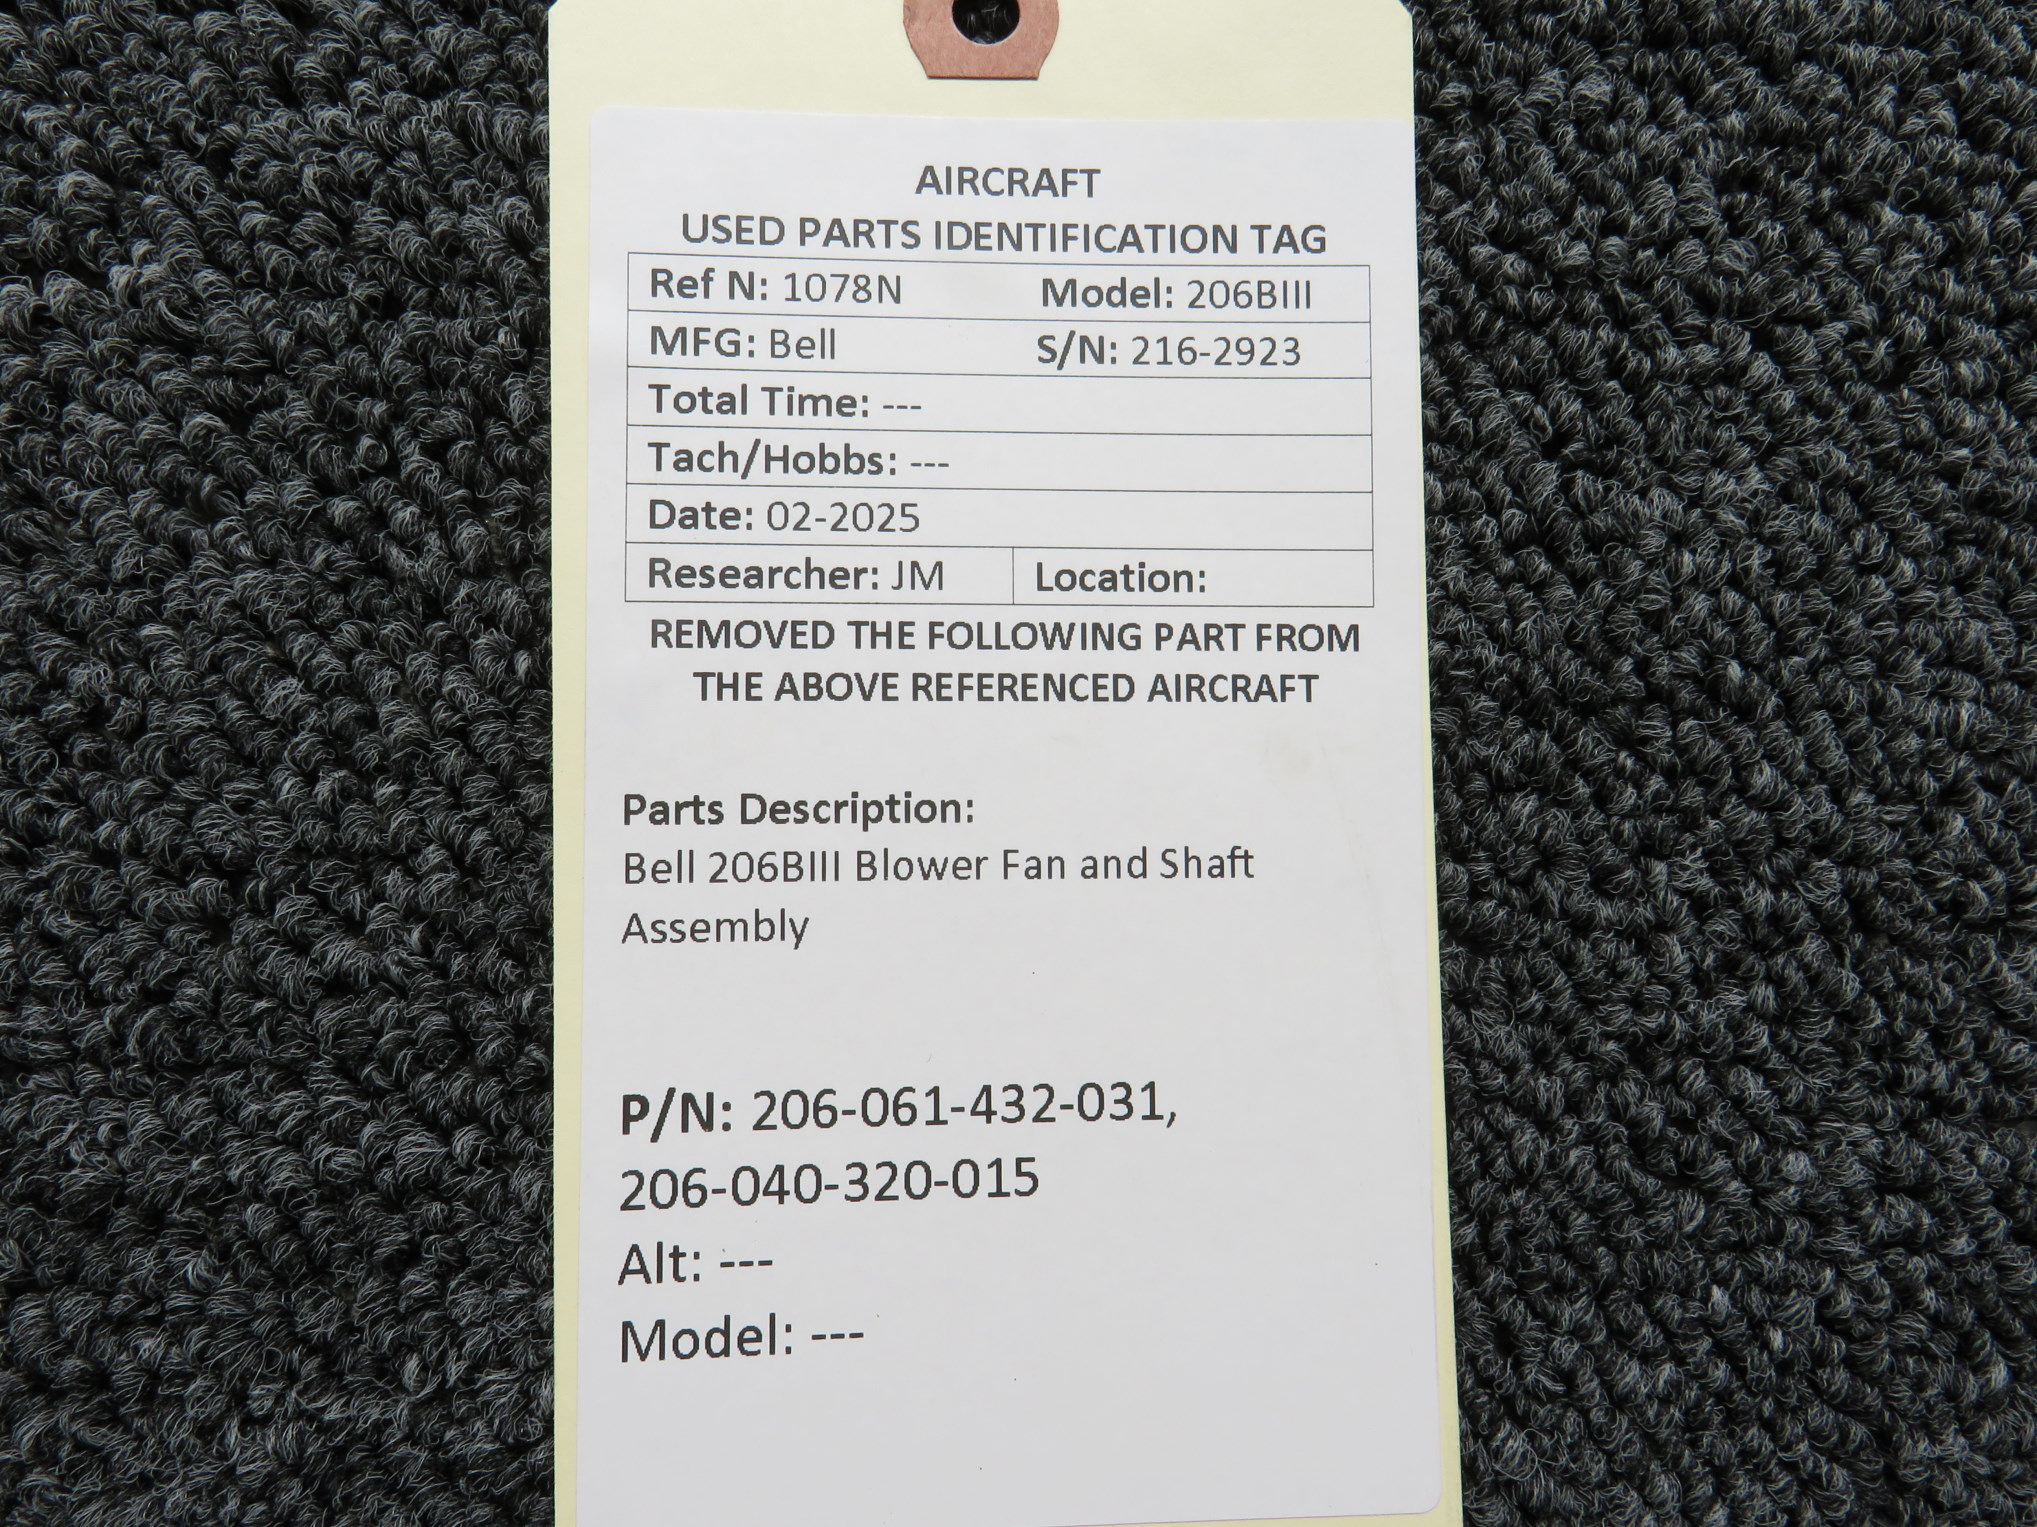 AIRCRAFT
USED PARTS IDENTIFICATION TAG
Ref N: 1078N Model: 206BIII
MFG: Bell S/N: 216-2923
Total Time: ---
Tach/Hobbs: ---
Date: 02-2025
Researcher: JM Location:
REMOVED THE FOLLOWING PART FROM
THE ABOVE REFERENCED AIRCRAFT
Parts Description:
Bell 206BIII Blower Fan and Shaft
Assembly
P/N: 206-061-432-031,
206-040-320-015
Alt: ---
Model: ---